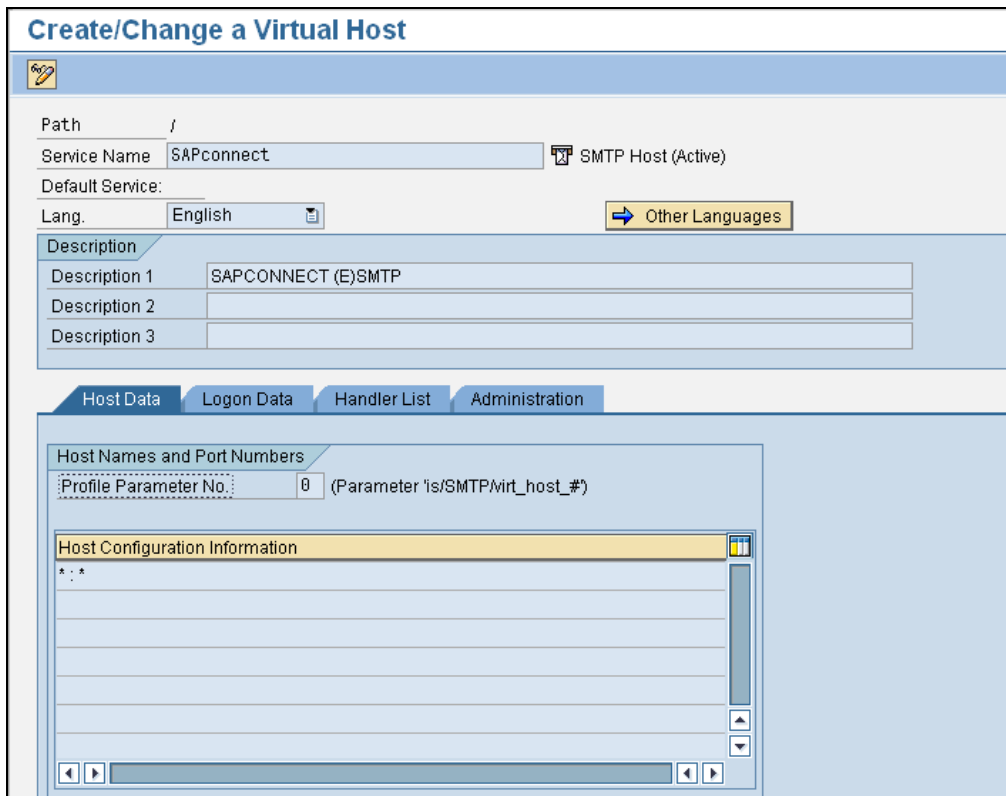 Create/Change a Virtual Host
Path /
Service Name SAPconnect SMTP Host (Active)
Default Service:
Lang. English Other Languages
Description
Description 1 SAPCONNECT (E)SMTP
Description 2
Description 3
Host Data Logon Data Handler List Administration
Host Names and Port Numbers
Profile Parameter No. 0 (Parameter 'is/SMTP/virt_host_#')
Host Configuration Information
* : *